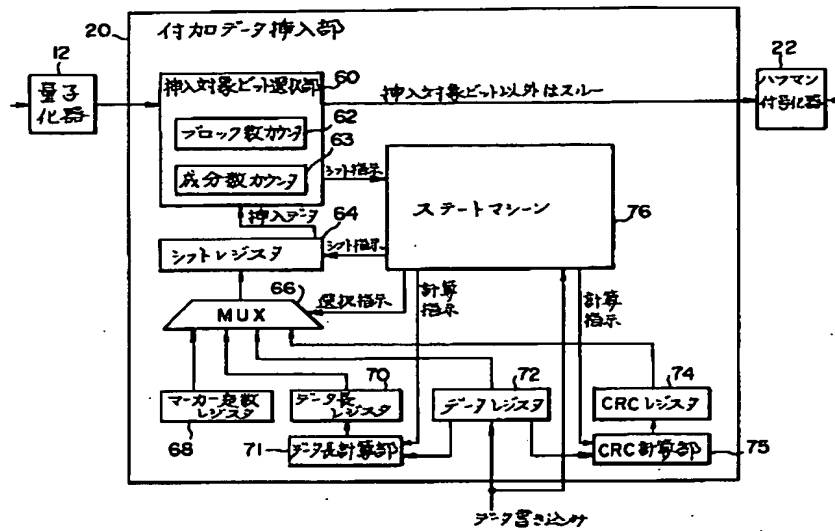 20
付加データ挿入部
12
量子
化器
挿入対象ビット選択部
60
挿入対象ビット以外はスルー
22
ハフマン
符号化器
ブロック数カウンタ
62
成分数カウンタ
63
シフト指示
ステートマシーン
76
挿入データ
シフトレジスタ
64
シフト指示
MUX
66
選択指示
計算
指示
計算
指示
マーカー定数
レジスタ
68
データ長
レジスタ
70
データレジスタ
72
CRCレジスタ
74
71
データ長計算部
CRC計算部
75
データ書き込み